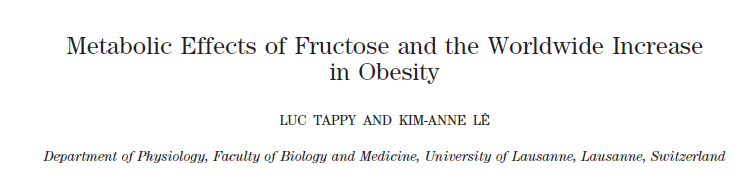 Metabolic Effects of Fructose and the Worldwide Increase
in Obesity
LUC TAPPY AND KIM-ANNE LÊ
Department of Physiology, Faculty of Biology and Medicine, University of Lausanne, Lausanne, Switzerland